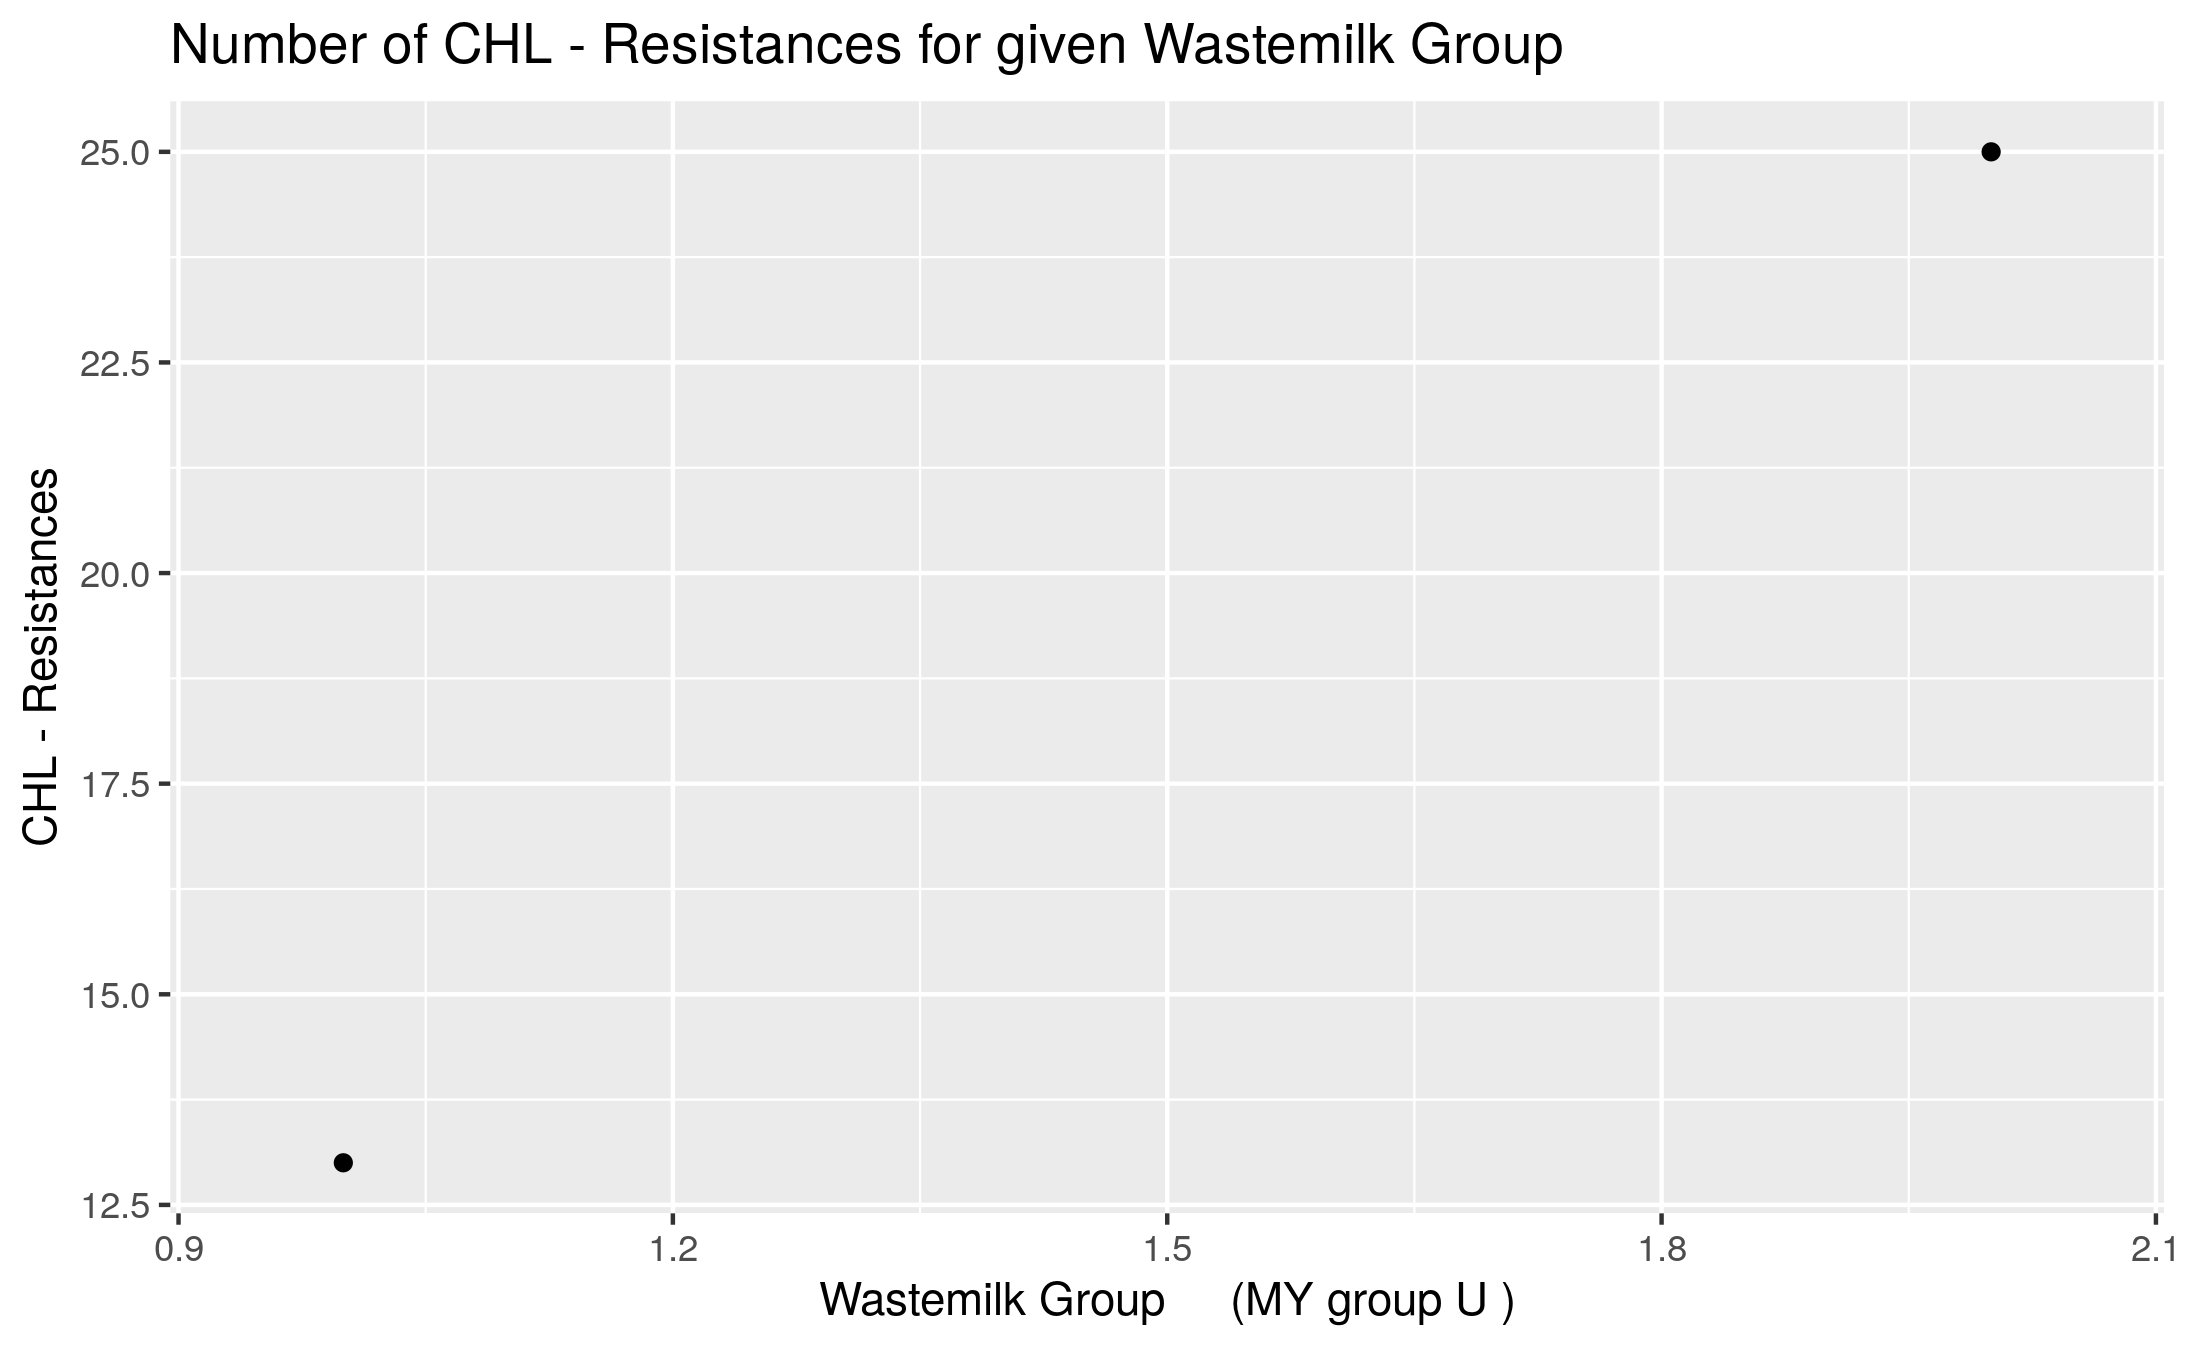 Number of CHL - Resistances for given Wastemilk Group
CHL - Resistances
25.0
22.5
20.0
17.5
15.0
12.5
0.9 1.2 1.5 1.8 2.1
Wastemilk Group (MY group U )